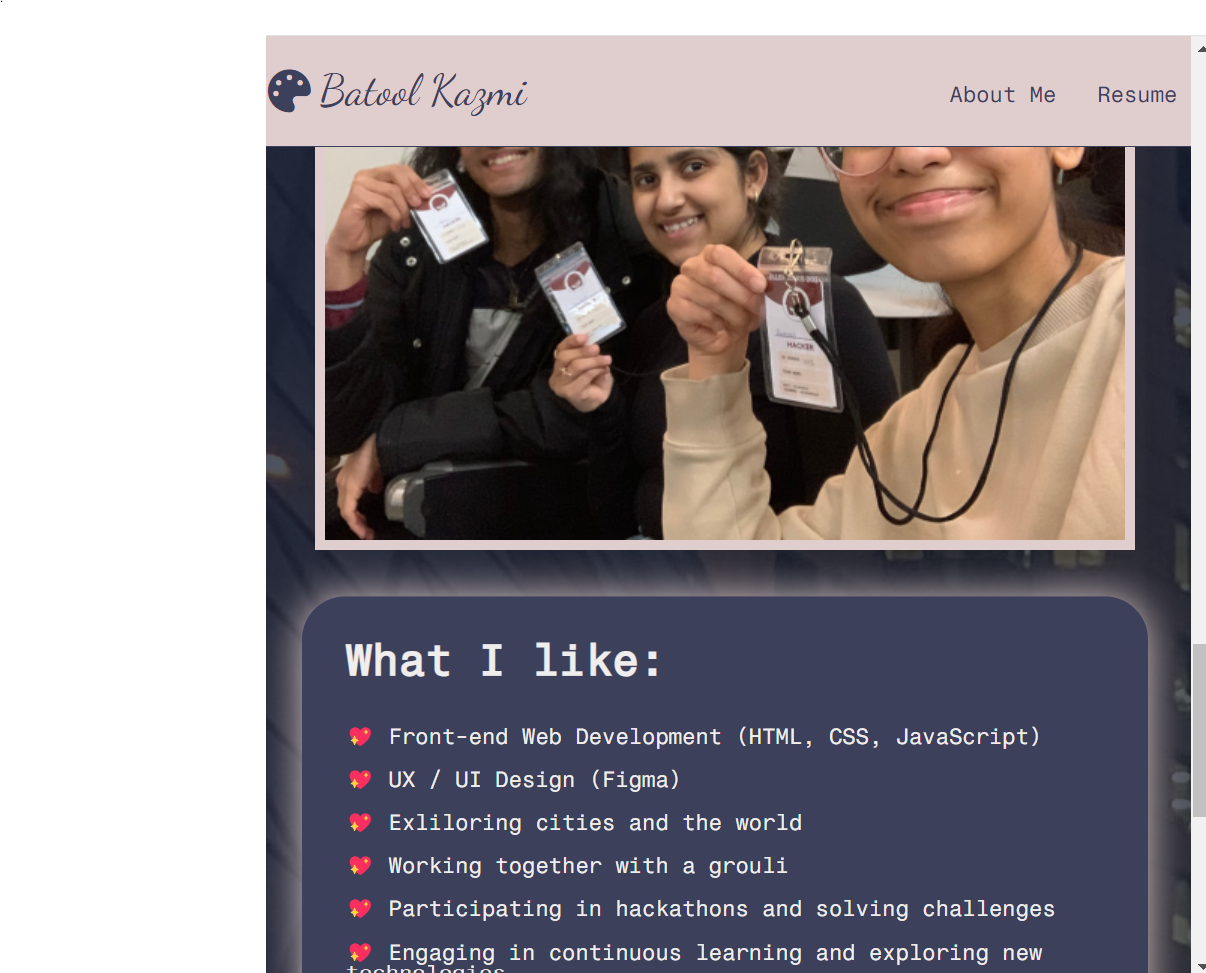 Batool Kazmi
About Me
Resume
HACKER
What I like:
Front-end Web Development (HTML, CSS, JavaScript)
UX / UI Design (Figma)
Exliloring cities and the world
Working together with a grouli
Participating in hackathons and solving challenges
Engaging in continuous learning and exploring new
technologies